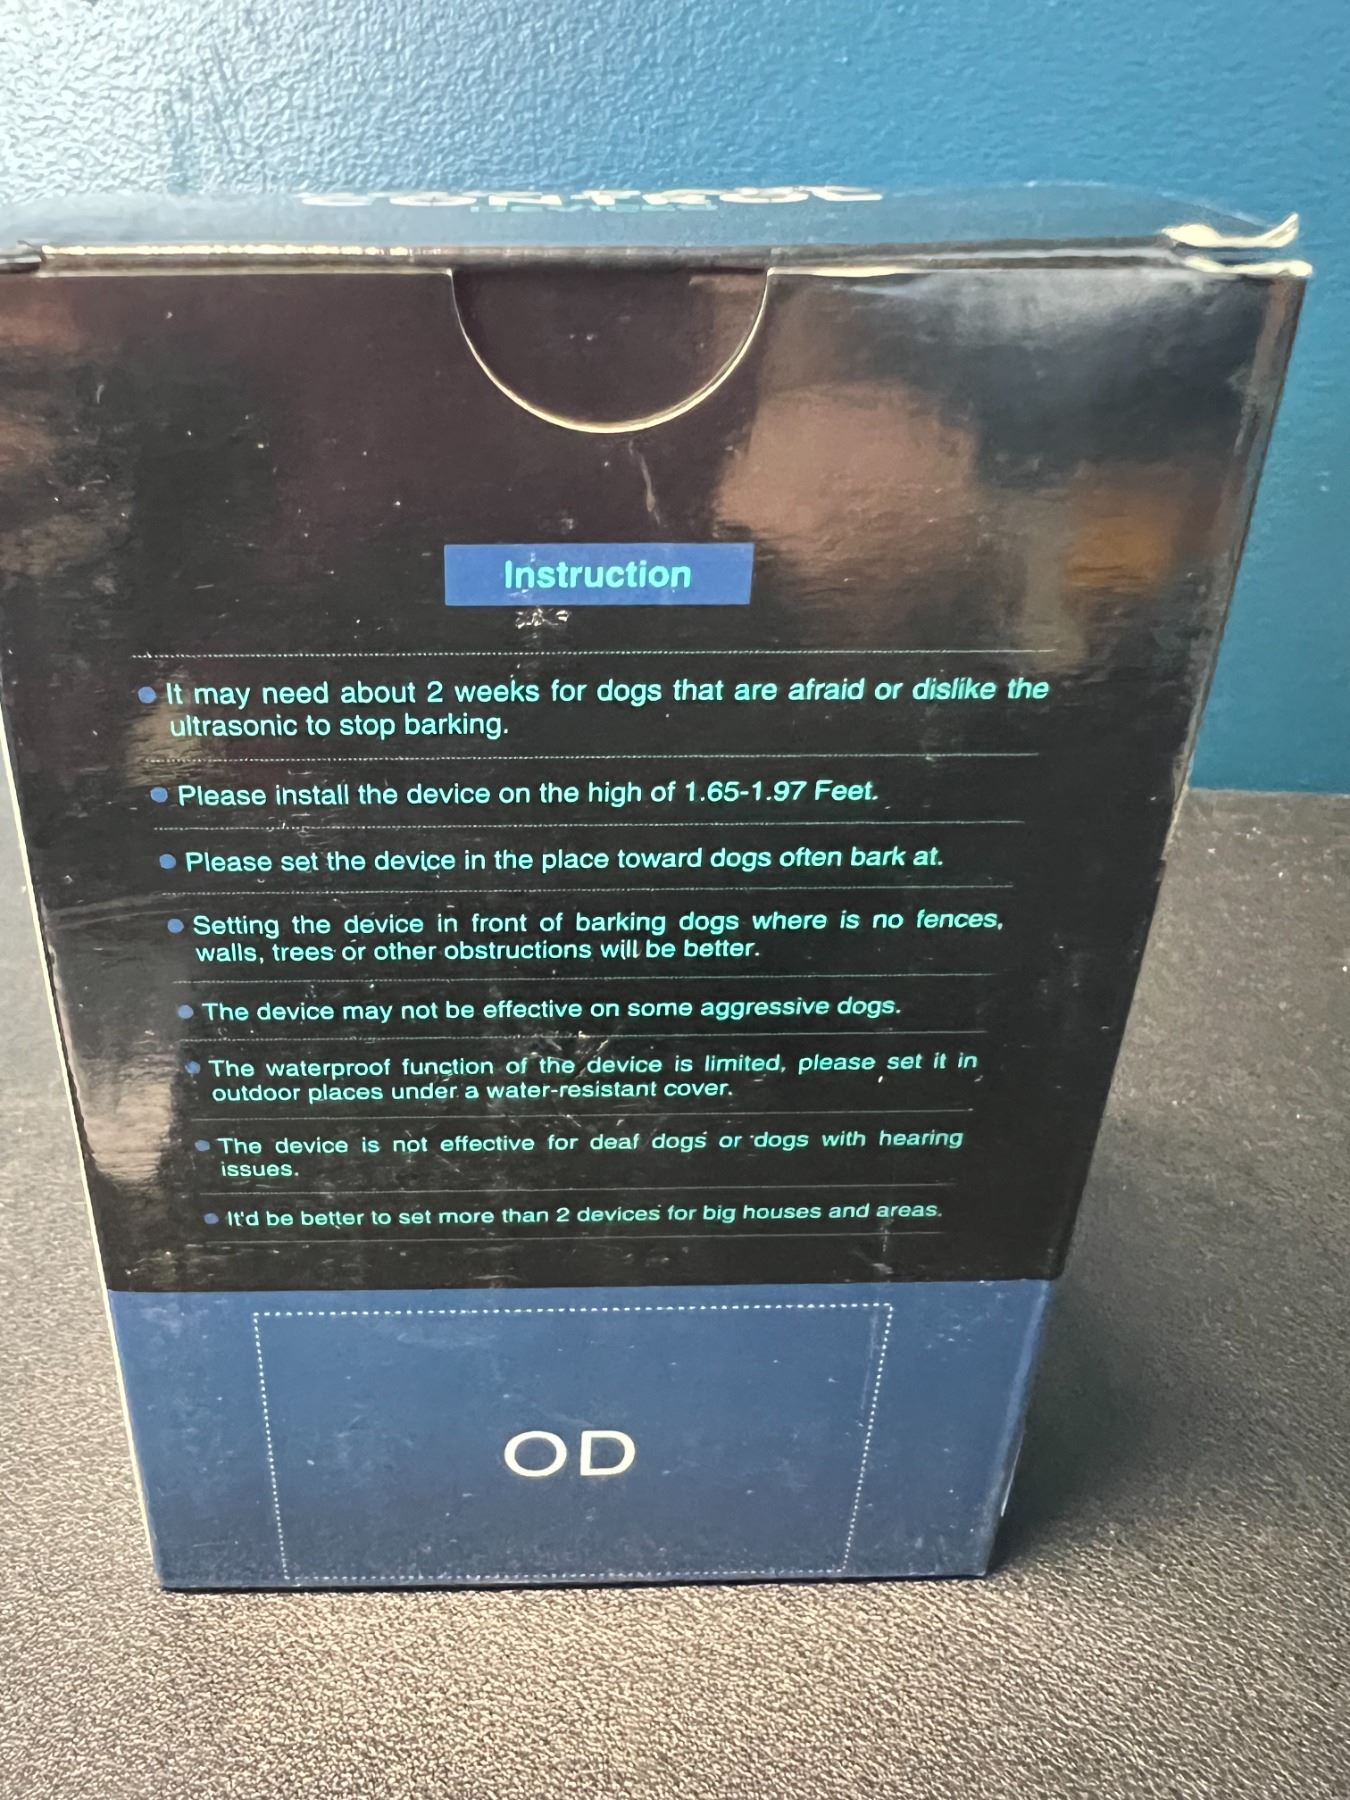 CONTROL
DEVICES
Instruction
It may need about 2 weeks for dogs that are afraid or dislike the
ultrasonic to stop barking.
Please install the device on the high of 1.65-1.97 Feet.
Please set the device in the place toward dogs often bark at.
Setting the device in front of barking dogs where is no fences,
walls, trees or other obstructions will be better.
The device may not be effective on some aggressive dogs.
The waterproof function of the device is limited, please set it in
outdoor places under a water-resistant cover.
The device is not effective for deaf dogs or dogs with hearing
issues.
It'd be better to set more than 2 devices for big houses and areas.
OD